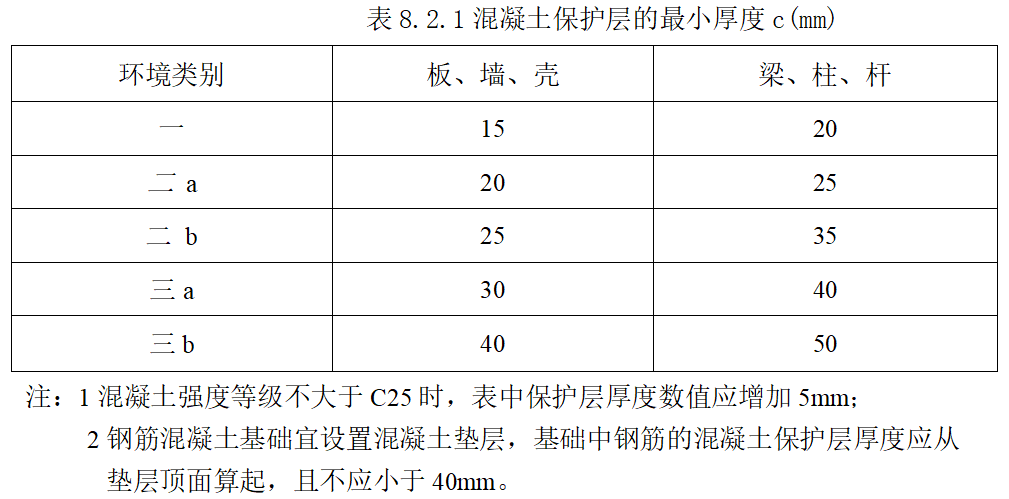 表8.2.1混凝土保护层的最小厚度c(mm)
环境类别 板、墙、壳 梁、柱、杆
一 15 20
二 a 20 25
二 b 25 35
三 a 30 40
三 b 40 50
注：1 混凝土强度等级不大于 C25 时，表中保护层厚度数值应增加 5mm；
2 钢筋混凝土基础宜设置混凝土垫层，基础中钢筋的混凝土保护层厚度应从
垫层顶面算起，且不应小于 40mm。